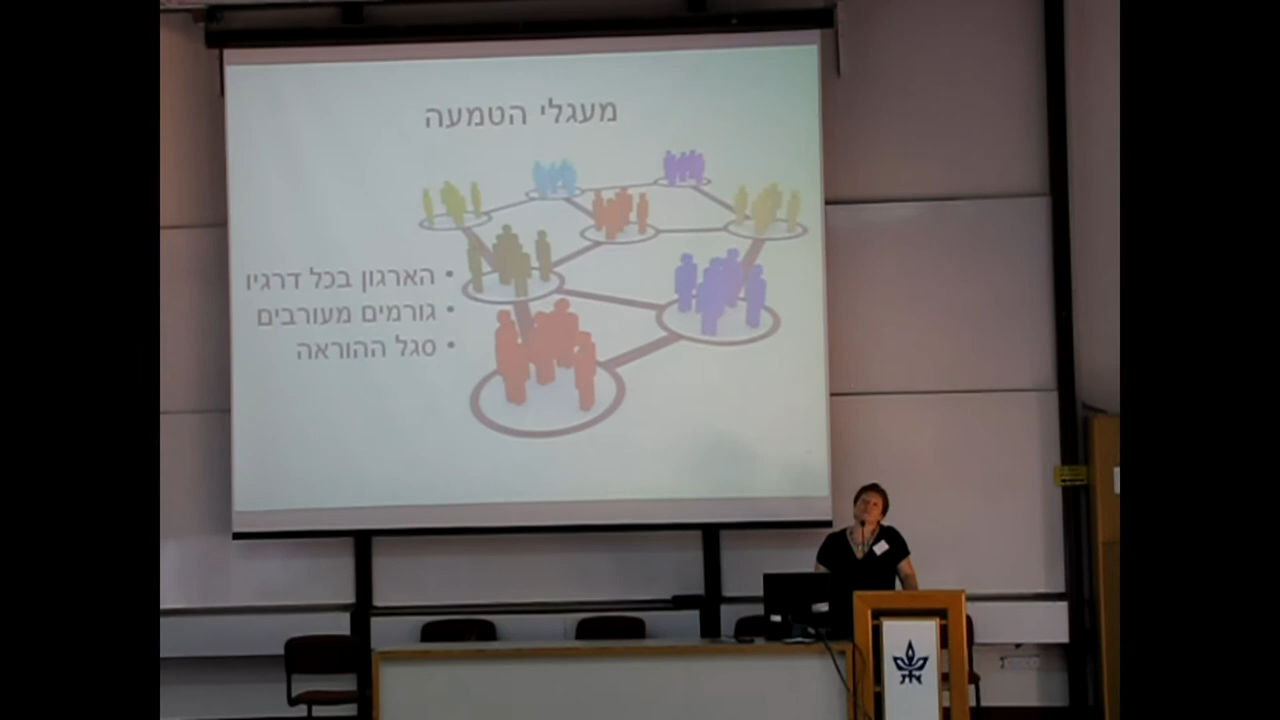 מעגלי הטמעה
• הארגון בכל דרגיו
• גורמים מעורבים
• סגל ההוראה